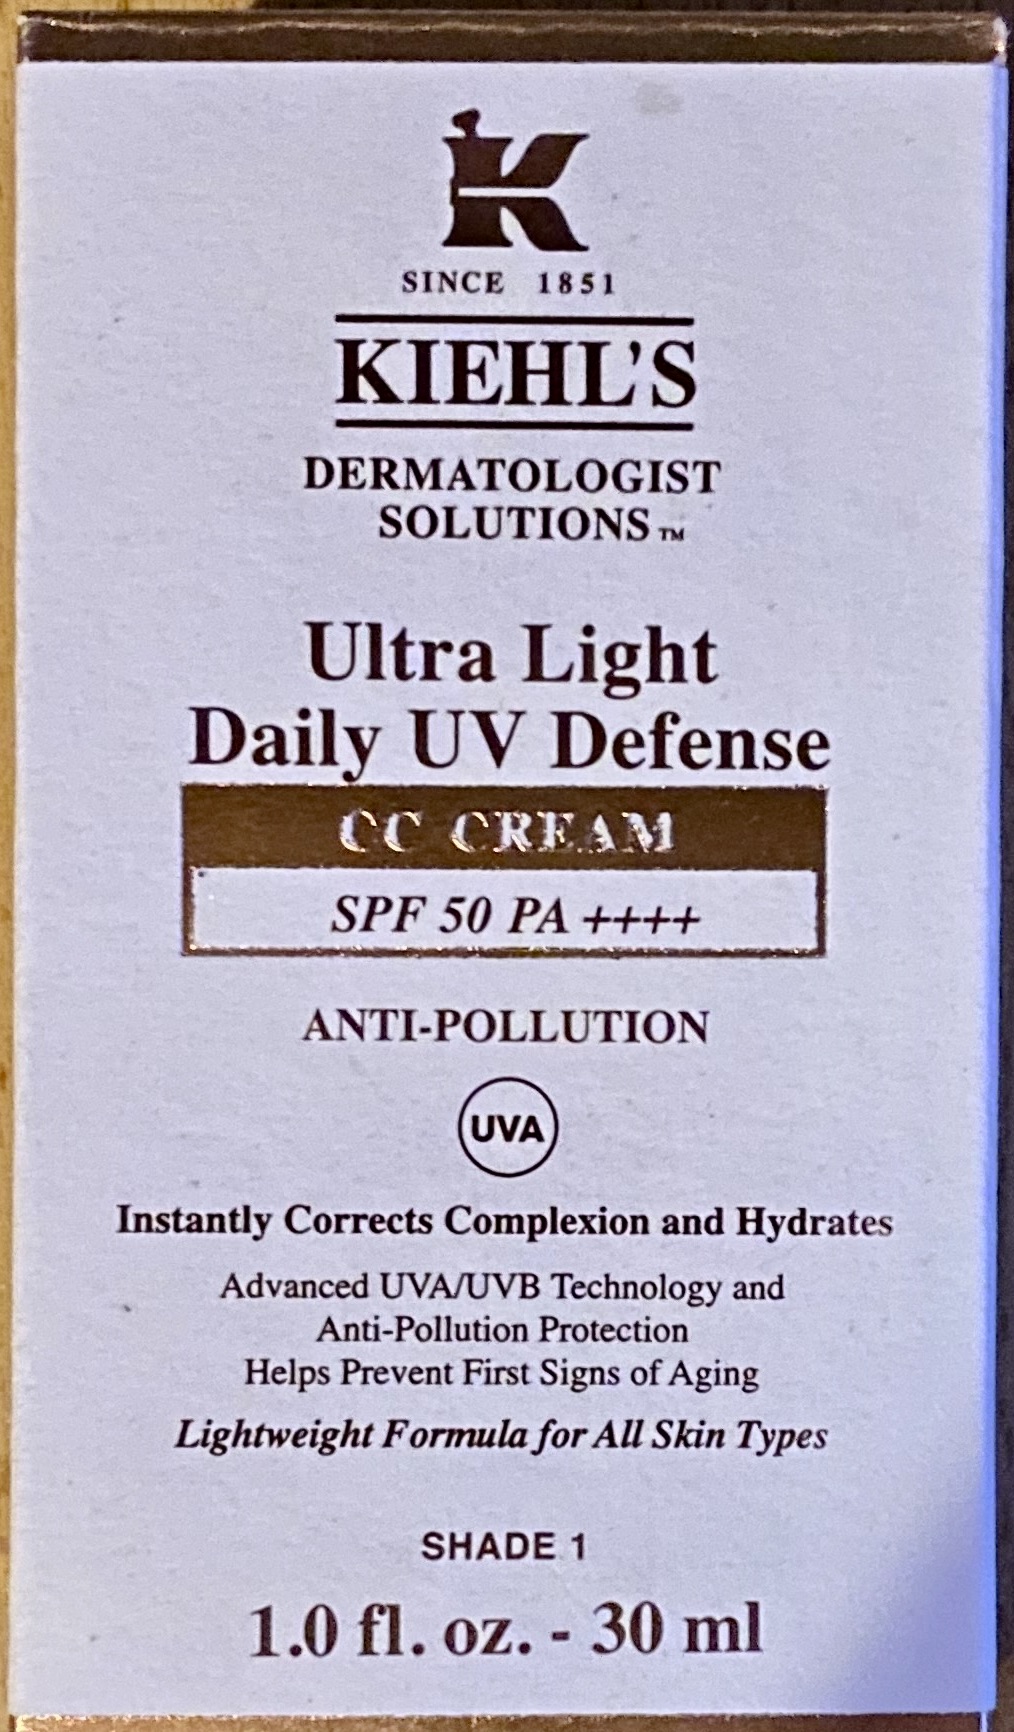 K
SINCE 1851
KIEHL'S
DERMATOLOGIST
SOLUTIONS™
Ultra Light
Daily UV Defense
CC CREAM
SPF 50 PA ++++
ANTI-POLLUTION
UVA
Instantly Corrects Complexion and Hydrates
Advanced UVA/UVB Technology and
Anti-Pollution Protection
Helps Prevent First Signs of Aging
Lightweight Formula for All Skin Types
SHADE 1
1.0 fl. oz. - 30 ml